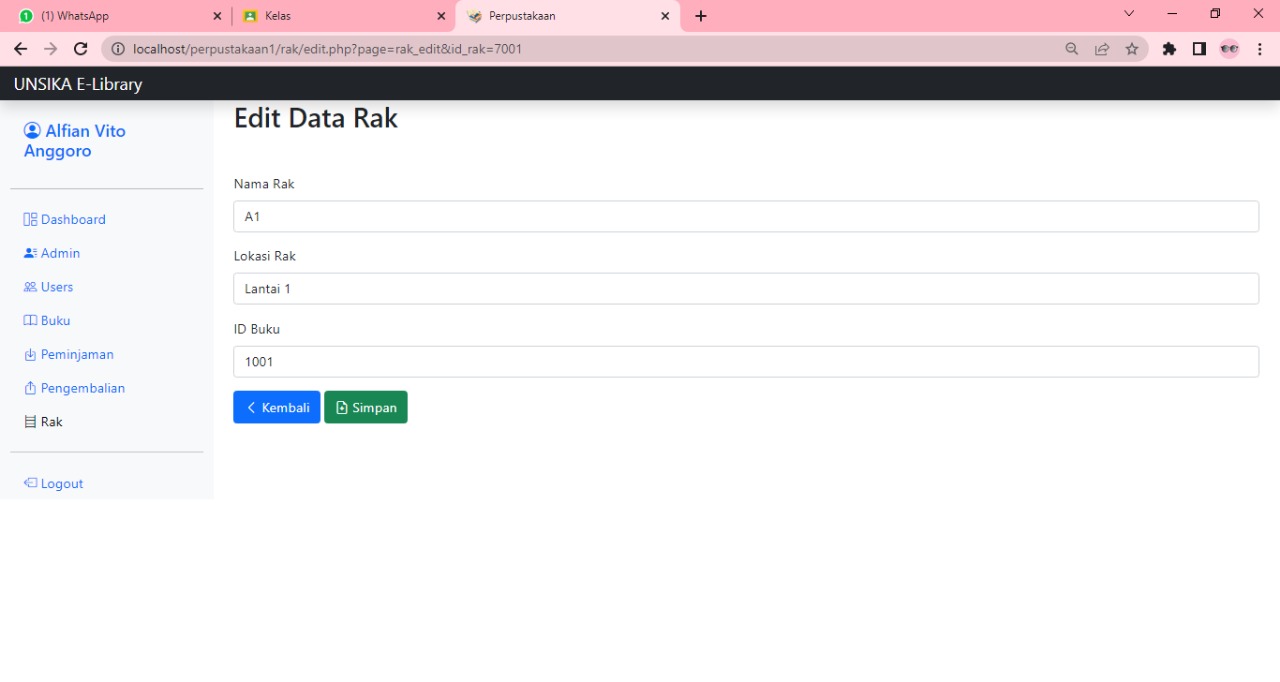 (1) WhatsApp
Kelas
Perpustakaan
localhost/perpustakaan1/rak/edit.php?page=rak_edit&id_rak=7001
UNSIKA E-Library
Alfian Vito
Anggoro
Dashboard
Admin
Users
Buku
Peminjaman
Pengembalian
Rak
Logout
Edit Data Rak
Nama Rak
A1
Lokasi Rak
Lantai 1
ID Buku
1001
Kembali
Simpan